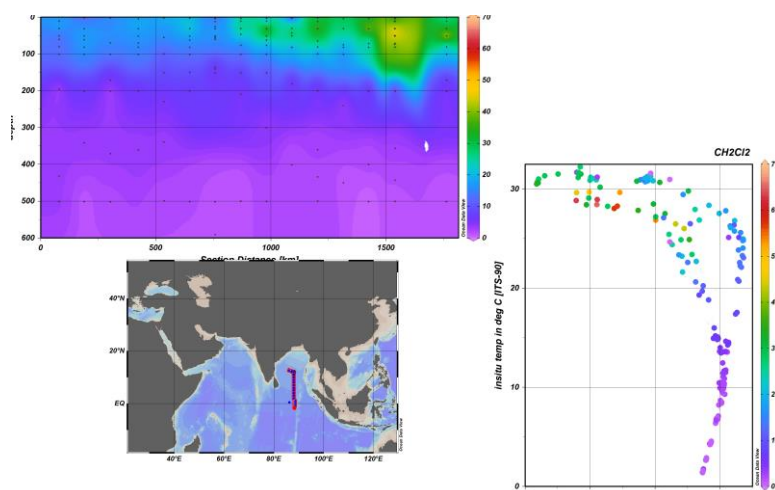 0
100
200
300
400
500
600
0
500
1000
1500
70
60
50
40
30
20
10
0
Ocean Data View
Section Distance [km]
40°N
20°N
EQ
40°E
60°E
80°E
100°E
120°E
Ocean Data View
CH2Cl2
insitu temp in deg C [ITS-90]
30
20
10
0
6
5
4
3
2
1
0
Ocean Data View